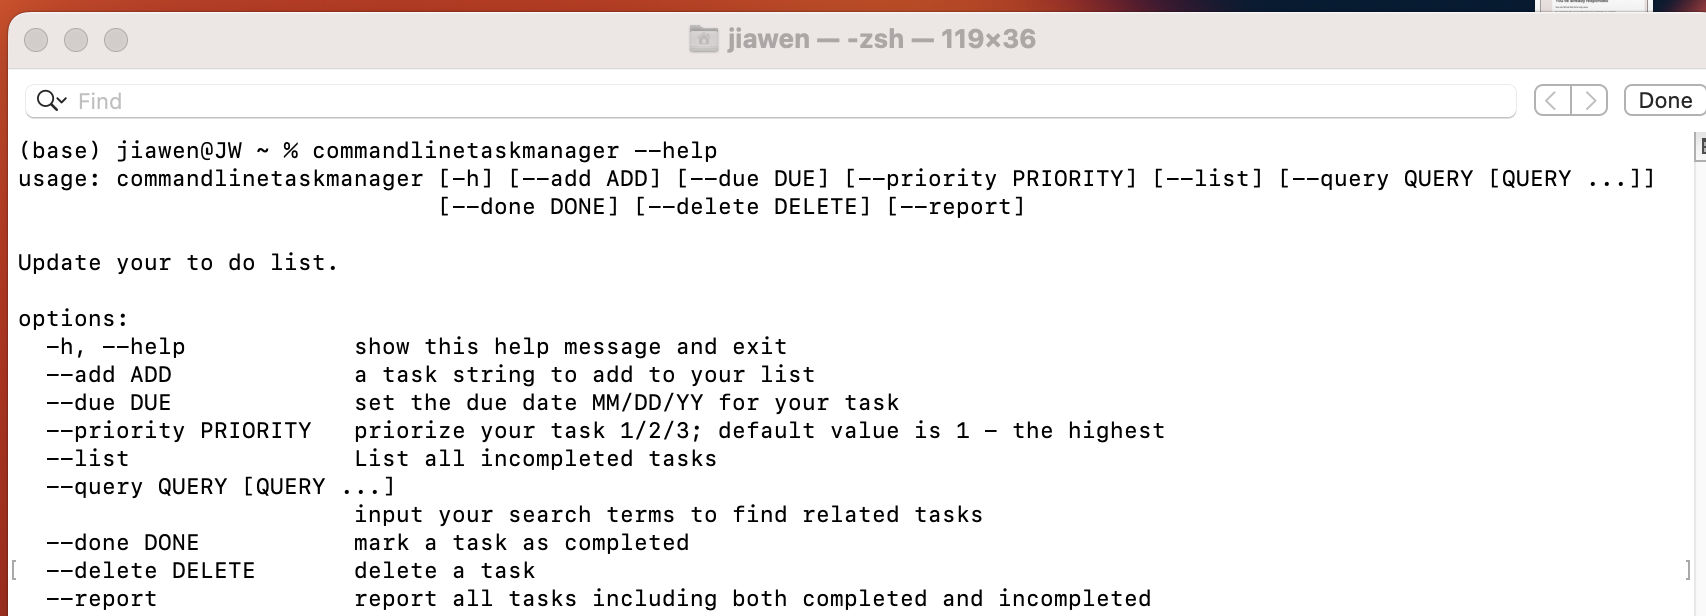 jiawen — -zsh — 119×36
Find
Done
(base) jiawen@JW ~ % commandlinetaskmanager --help
usage: commandlinetaskmanager [-h] [--add ADD] [--due DUE] [--priority PRIORITY] [--list] [--query QUERY [QUERY ...]]
[--done DONE] [--delete DELETE] [--report]
Update your to do list.
options:
-h, --help show this help message and exit
--add ADD a task string to add to your list
--due DUE set the due date MM/DD/YY for your task
--priority PRIORITY priorize your task 1/2/3; default value is 1 - the highest
--list List all incompleted tasks
--query QUERY [QUERY ...]
input your search terms to find related tasks
--done DONE mark a task as completed
--delete DELETE delete a task
--report report all tasks including both completed and incompleted